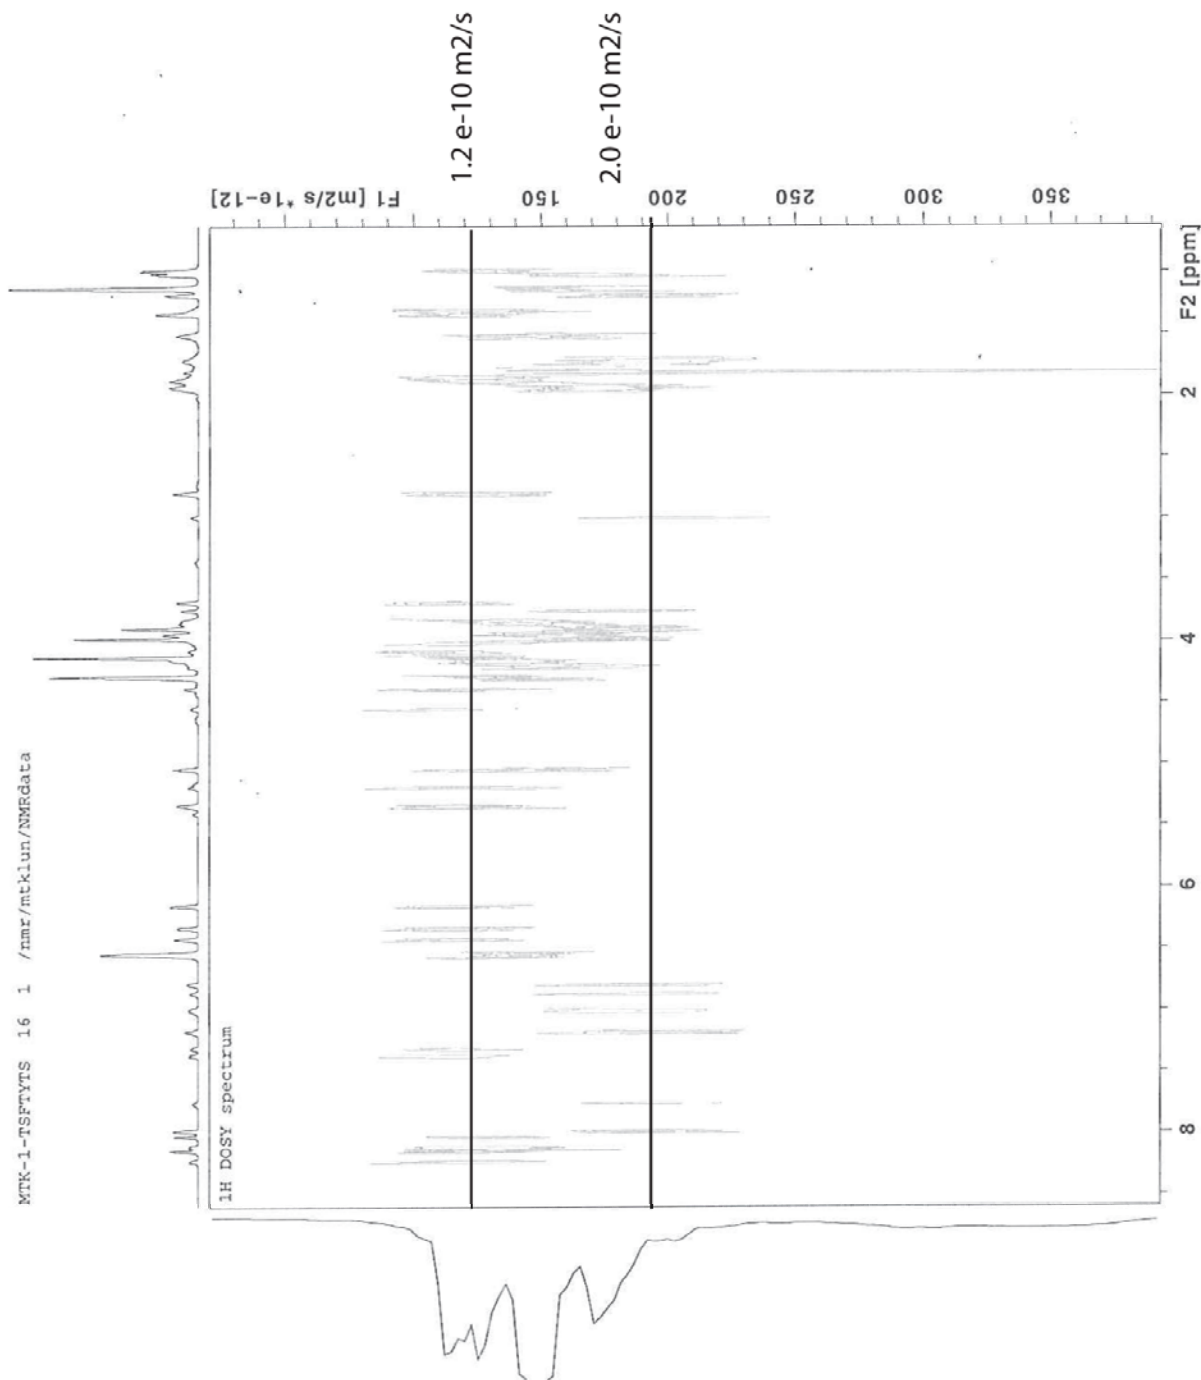 MTK-1-TSFTYTS 16 1 /nmr/mtklun/NMRdata
1H DOSY spectrum
1.2 e-10 m2/s
2.0 e-10 m2/s
F1 [m2/s *1e-12]
150
200
250
300
350
F2 [ppm]
2
4
6
8